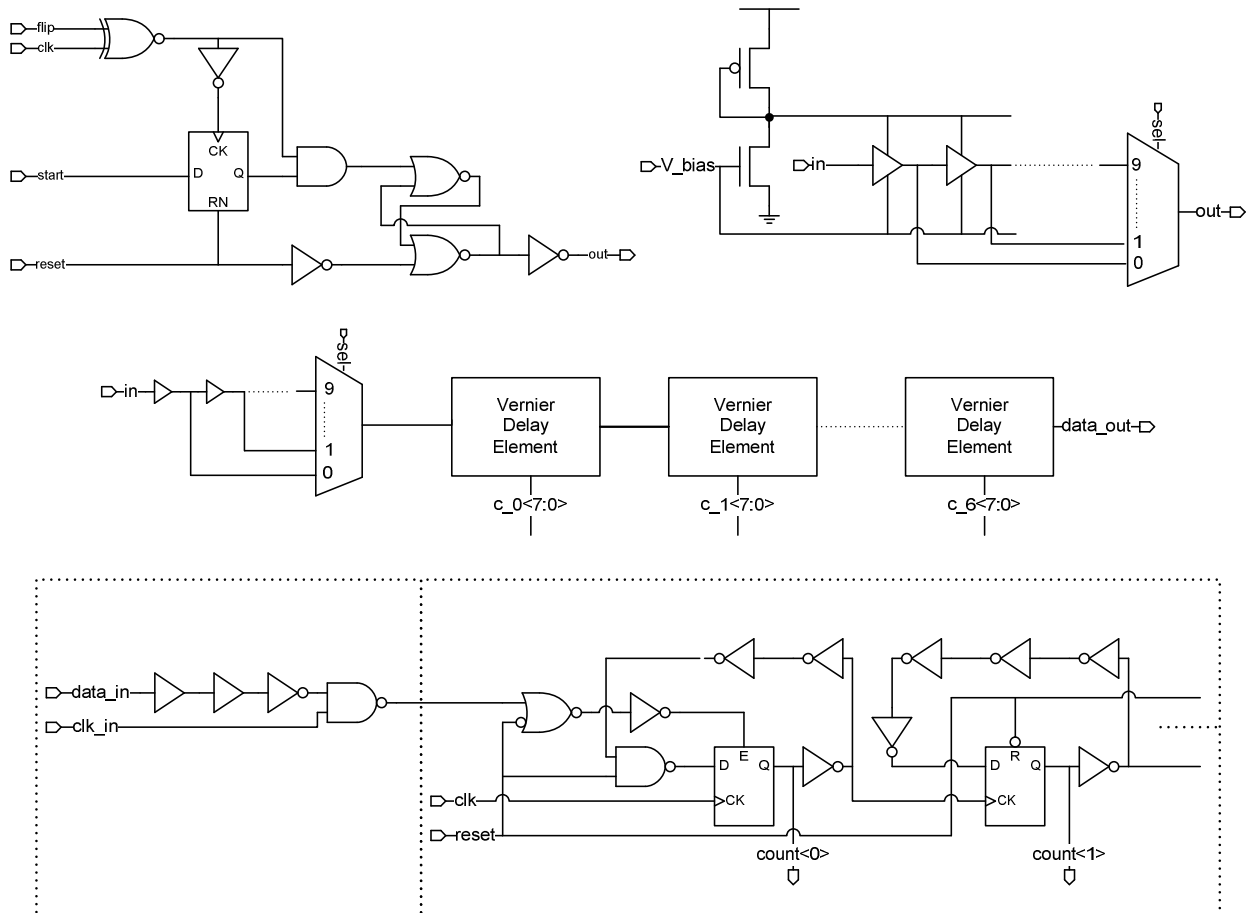 flip
clk
CK
D
Q
RN
start
reset
out
V_bias
in
sel
9
1
0
out
in
sel
9
1
0
Vernier
Delay
Element
c_0<7:0>
Vernier
Delay
Element
c_1<7:0>
Vernier
Delay
Element
c_6<7:0>
data_out
data_in
clk_in
E
D
Q
CK
clk
reset
count<0>
R
D
Q
CK
count<1>